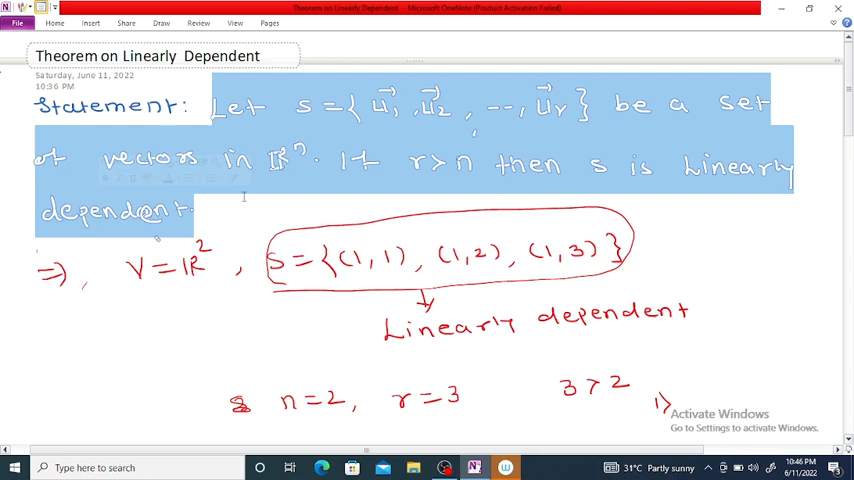 Theorem on Linearly Dependent - Microsoft OneNote (Product Activation Failed)
File Home Insert Share Draw Review View Pages
Theorem on Linearly Dependent
Saturday, June 11, 2022
10:36 PM
Statement: Let S = { u⃗1, u⃗2, --, u⃗r } be a set
of vectors in ℝⁿ. If r > n then S is Linearly
dependent.
=> , V = ℝ² , S = { (1, 1) , (1, 2) , (1, 3) }
Linearly dependent
n = 2 , r = 3 3 > 2
Activate Windows
Go to Settings to activate Windows.
Type here to search 31°C Partly sunny 10:46 PM
6/11/2022